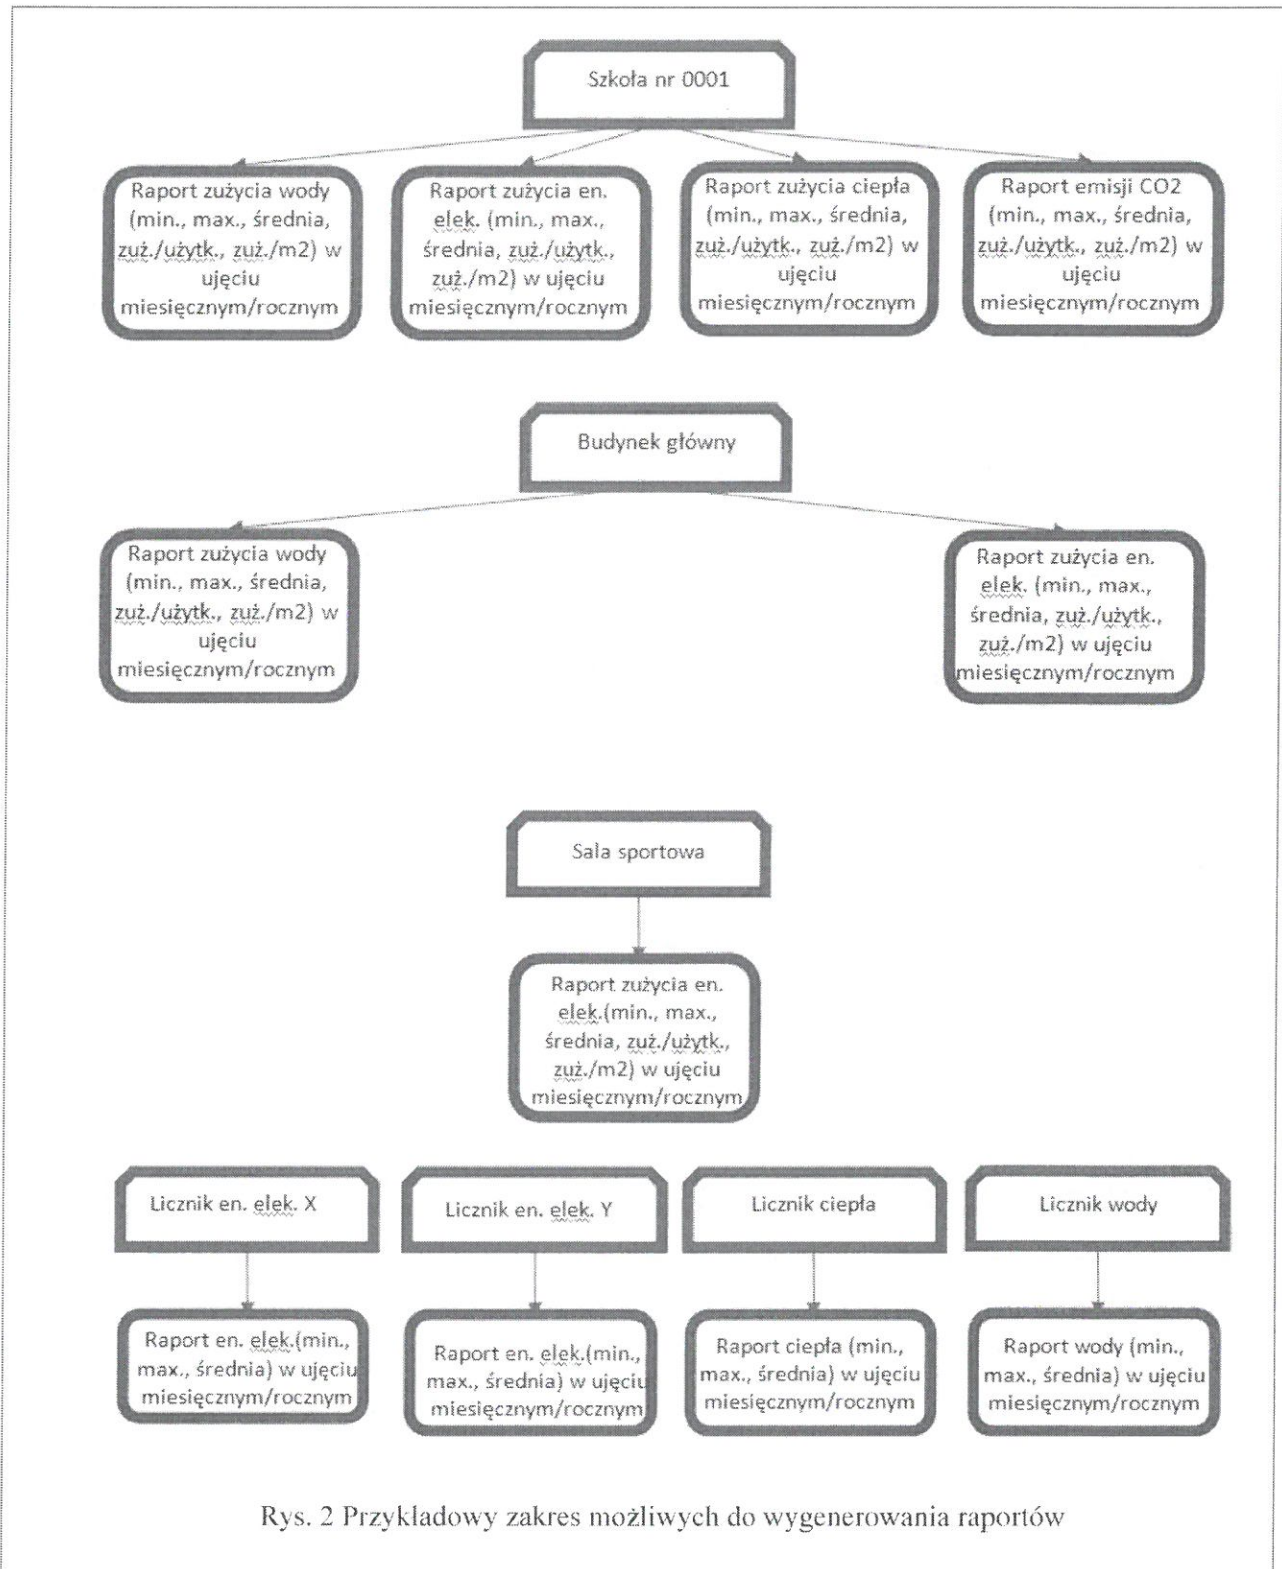 Szkoła nr 0001
Raport zużycia wody
(min., max., średnia,
zuż./użytk., zuż./m2) w
ujęciu
miesięcznym/rocznym
Raport zużycia en.
elek. (min., max.,
średnia, zuż./użytk.,
zuż./m2) w ujęciu
miesięcznym/rocznym
Raport zużycia ciepła
(min., max., średnia,
zuż./użytk., zuż./m2) w
ujęciu
miesięcznym/rocznym
Raport emisji CO2
(min., max., średnia,
zuż./użytk., zuż./m2) w
ujęciu
miesięcznym/rocznym
Budynek główny
Raport zużycia wody
(min., max., średnia,
zuż./użytk., zuż./m2) w
ujęciu
miesięcznym/rocznym
Raport zużycia en.
elek. (min., max.,
średnia, zuż./użytk.,
zuż./m2) w ujęciu
miesięcznym/rocznym
Sala sportowa
Raport zużycia en.
elek.(min., max.,
średnia, zuż./użytk.,
zuż./m2) w ujęciu
miesięcznym/rocznym
Licznik en. elek. X
Licznik en. elek. Y
Licznik ciepła
Licznik wody
Raport en. elek.(min.,
max., średnia) w ujęciu
miesięcznym/rocznym
Raport en. elek.(min.,
max., średnia) w ujęciu
miesięcznym/rocznym
Raport ciepła (min.,
max., średnia) w ujęciu
miesięcznym/rocznym
Raport wody (min.,
max., średnia) w ujęciu
miesięcznym/rocznym
Rys. 2 Przykładowy zakres możliwych do wygenerowania raportów